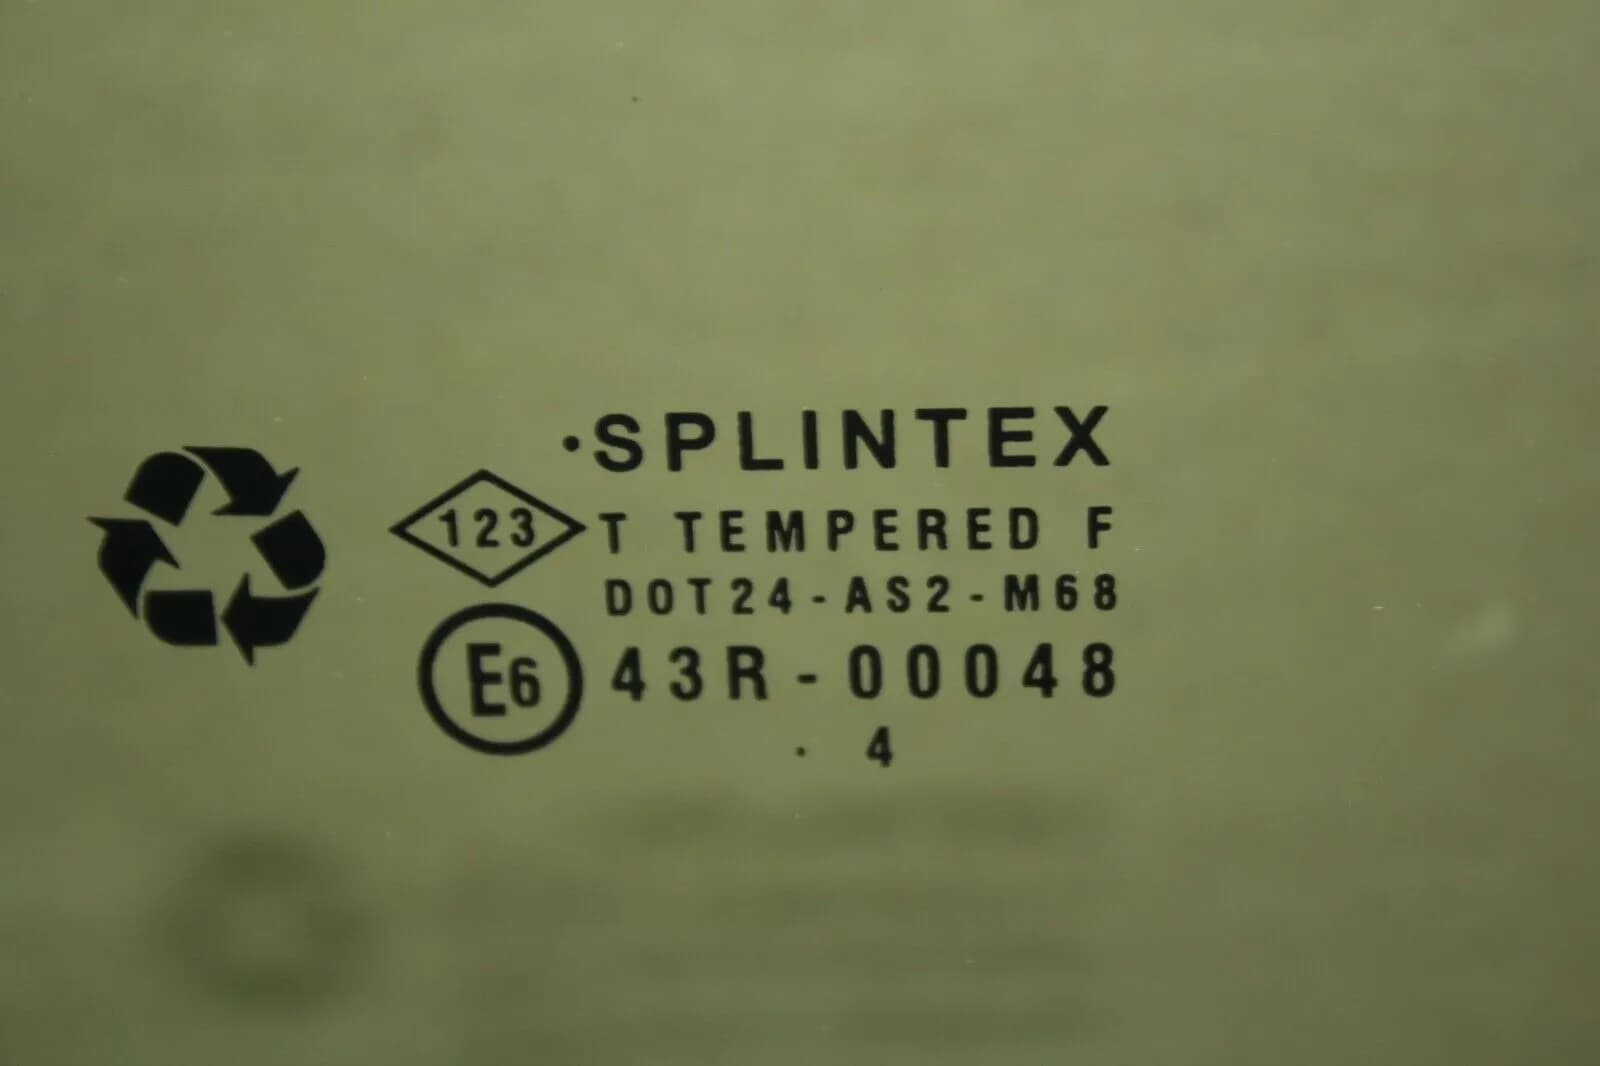 ·SPLINTEX
123 T TEMPERED F
DOT24-AS2-M68
E6 43R-00048
. 4